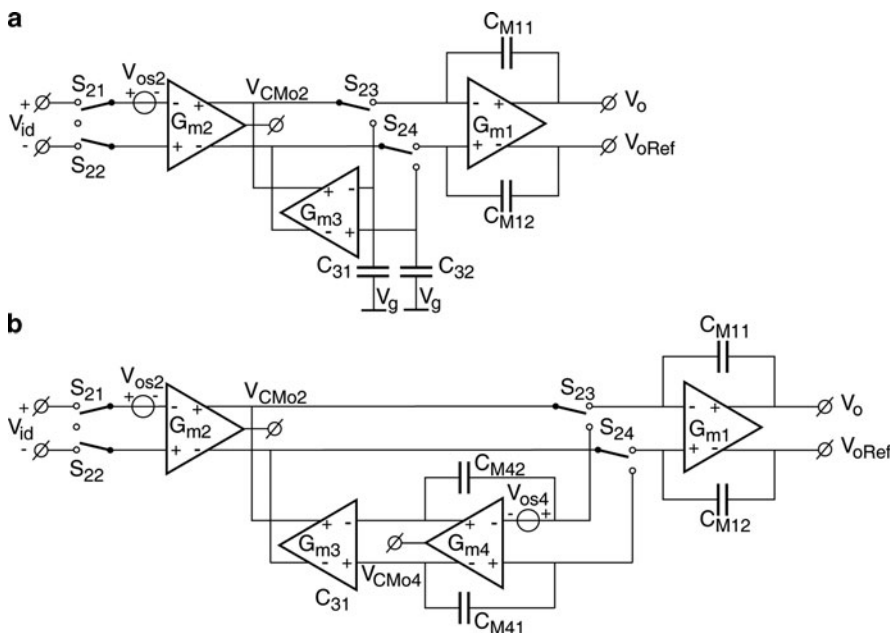 a
C_M11
S_21
V_os2
+ -
V_CMo2
S_23
+
- +
- +
V_o
V_id
G_m2
S_24
G_m1
-
+ -
+ -
V_oRef
S_22
+ -
G_m3
C_M12
- +
C_31
C_32
V_g
V_g
b
C_M11
S_21
V_os2
+ -
V_CMo2
S_23
+
- +
- +
V_o
V_id
G_m2
S_24
G_m1
-
+ -
C_M42
+ -
V_oRef
S_22
V_os4
- +
+ -
+ -
C_M12
G_m3
G_m4
- +
- +
V_CMo4
C_31
C_M41